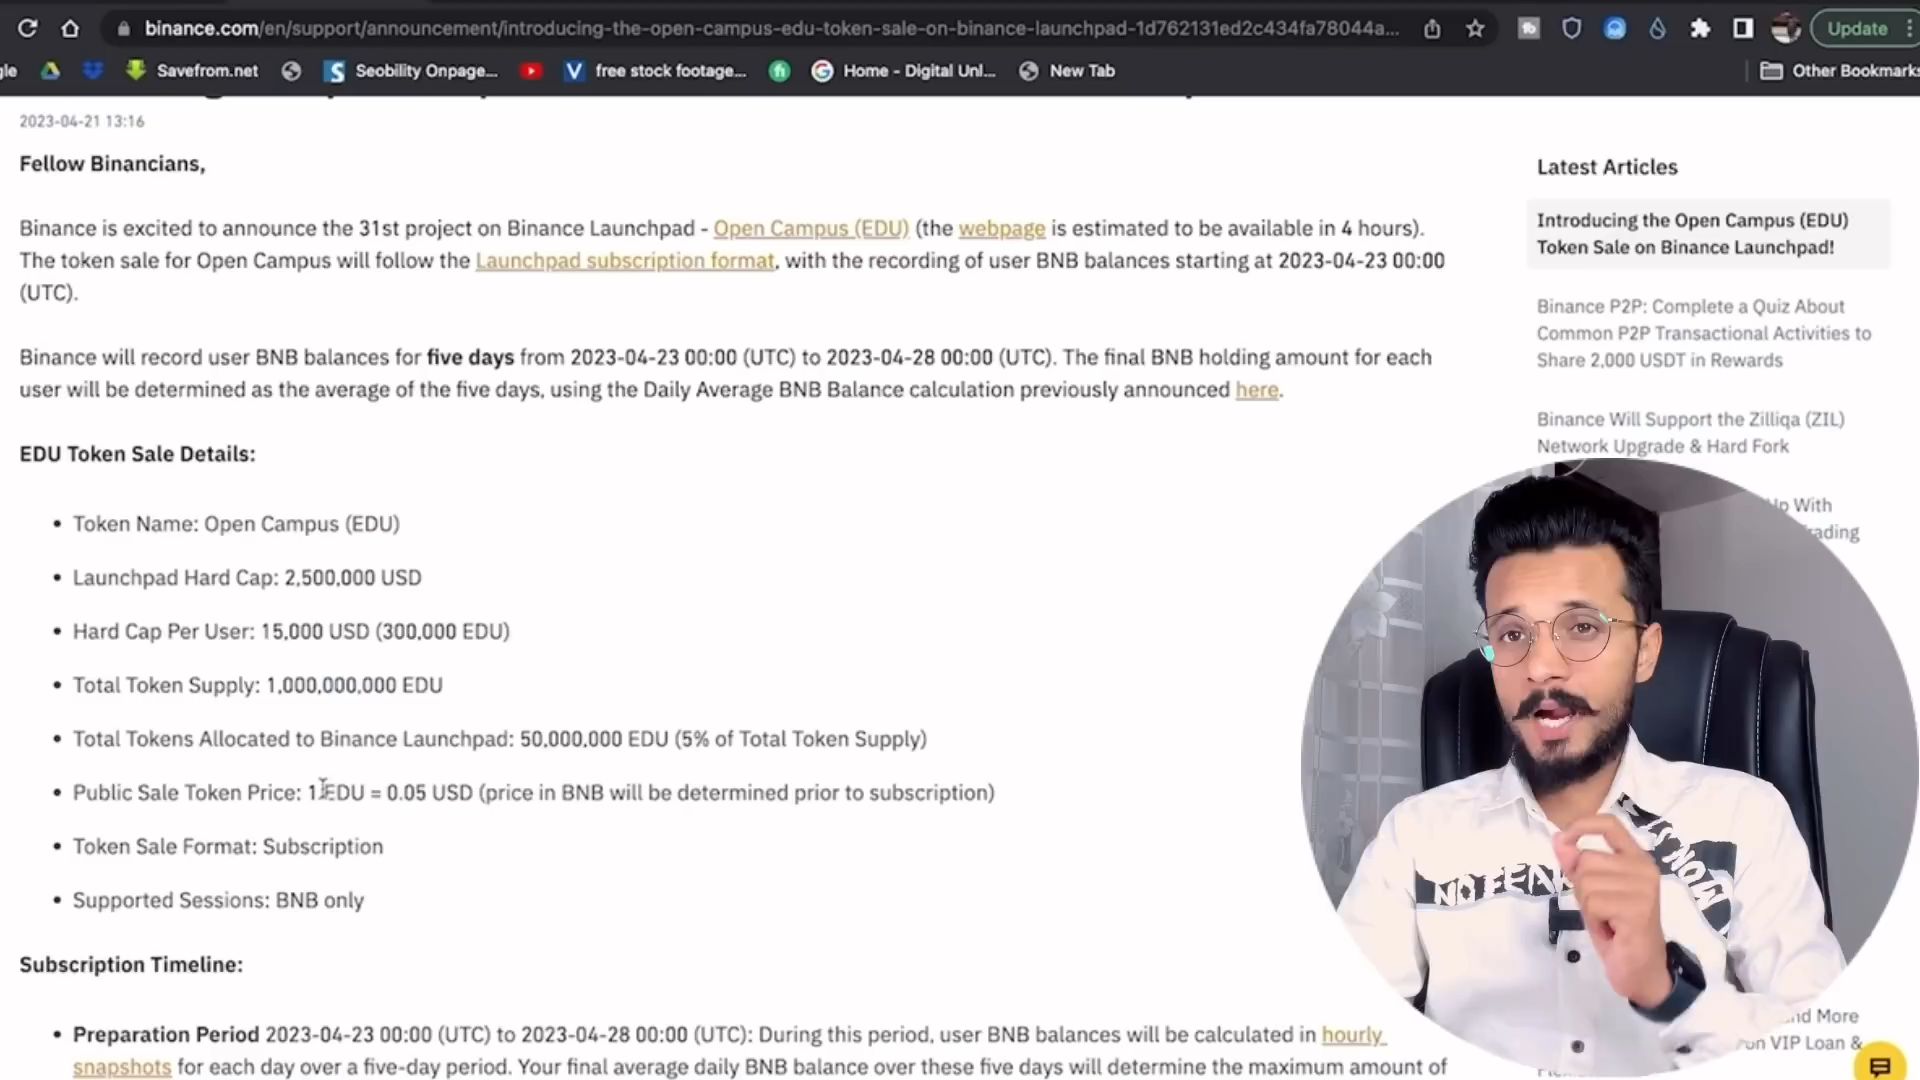 binance.com/en/support/announcement/introducing-the-open-campus-edu-token-sale-on-binance-launchpad-1d762131ed2c434fa78044a...
Update
gle
Savefrom.net
Seobility Onpage...
free stock footage...
Home - Digital Unl...
New Tab
Other Bookmarks
2023-04-21 13:16
Fellow Binancians,
Binance is excited to announce the 31st project on Binance Launchpad - Open Campus (EDU) (the webpage is estimated to be available in 4 hours).
The token sale for Open Campus will follow the Launchpad subscription format, with the recording of user BNB balances starting at 2023-04-23 00:00
(UTC).
Binance will record user BNB balances for five days from 2023-04-23 00:00 (UTC) to 2023-04-28 00:00 (UTC). The final BNB holding amount for each
user will be determined as the average of the five days, using the Daily Average BNB Balance calculation previously announced here.
EDU Token Sale Details:
• Token Name: Open Campus (EDU)
• Launchpad Hard Cap: 2,500,000 USD
• Hard Cap Per User: 15,000 USD (300,000 EDU)
• Total Token Supply: 1,000,000,000 EDU
• Total Tokens Allocated to Binance Launchpad: 50,000,000 EDU (5% of Total Token Supply)
• Public Sale Token Price: 1 EDU = 0.05 USD (price in BNB will be determined prior to subscription)
• Token Sale Format: Subscription
• Supported Sessions: BNB only
Subscription Timeline:
• Preparation Period 2023-04-23 00:00 (UTC) to 2023-04-28 00:00 (UTC): During this period, user BNB balances will be calculated in hourly
snapshots for each day over a five-day period. Your final average daily BNB balance over these five days will determine the maximum amount of
Latest Articles
Introducing the Open Campus (EDU)
Token Sale on Binance Launchpad!
Binance P2P: Complete a Quiz About
Common P2P Transactional Activities to
Share 2,000 USDT in Rewards
Binance Will Support the Zilliqa (ZIL)
Network Upgrade & Hard Fork
Up With
rading
NO FEAR
IS NOW
nd More
on VIP Loan &